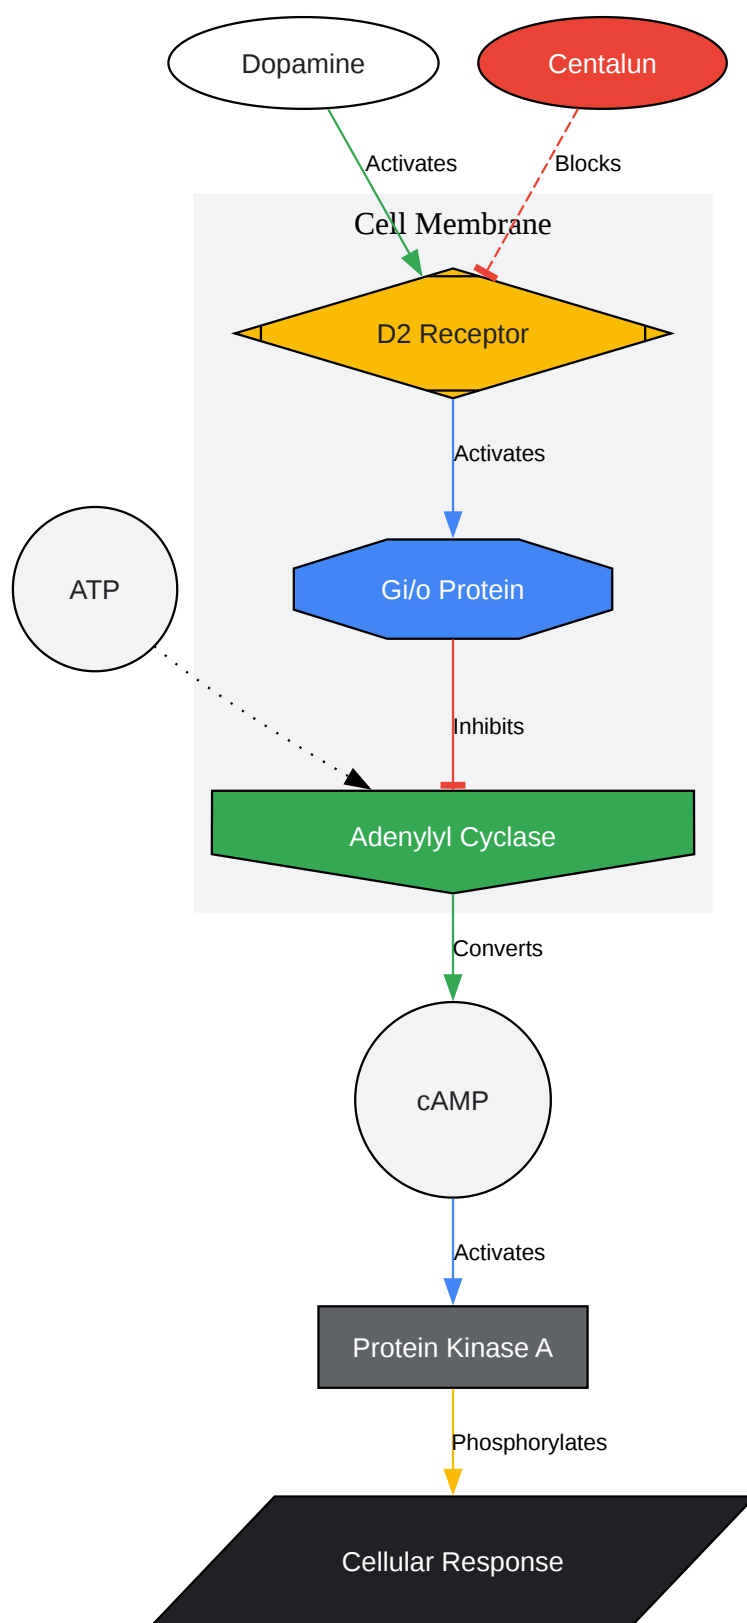 Dopamine
Centalun
Activates
Blocks
Cell Membrane
D2 Receptor
Activates
ATP
Gi/o Protein
Inhibits
Adenylyl Cyclase
Converts
cAMP
Activates
Protein Kinase A
Phosphorylates
Cellular Response